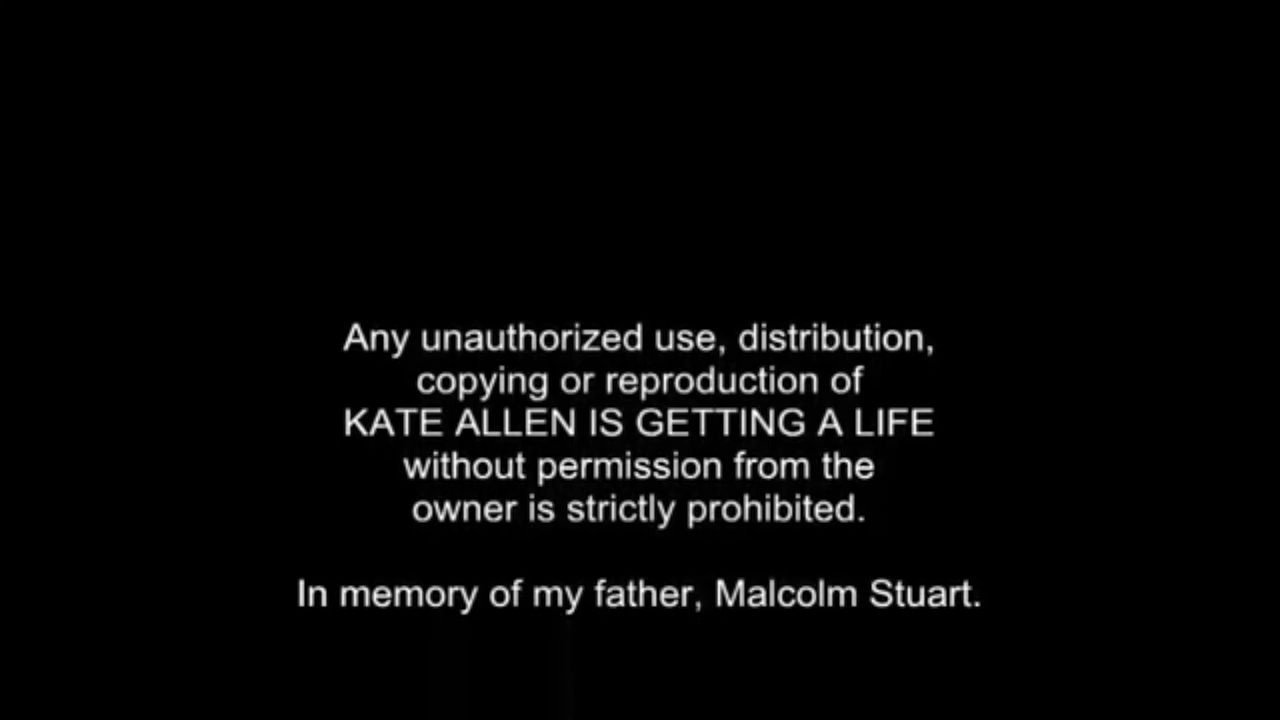 Any unauthorized use, distribution,
copying or reproduction of
KATE ALLEN IS GETTING A LIFE
without permission from the
owner is strictly prohibited.
In memory of my father, Malcolm Stuart.